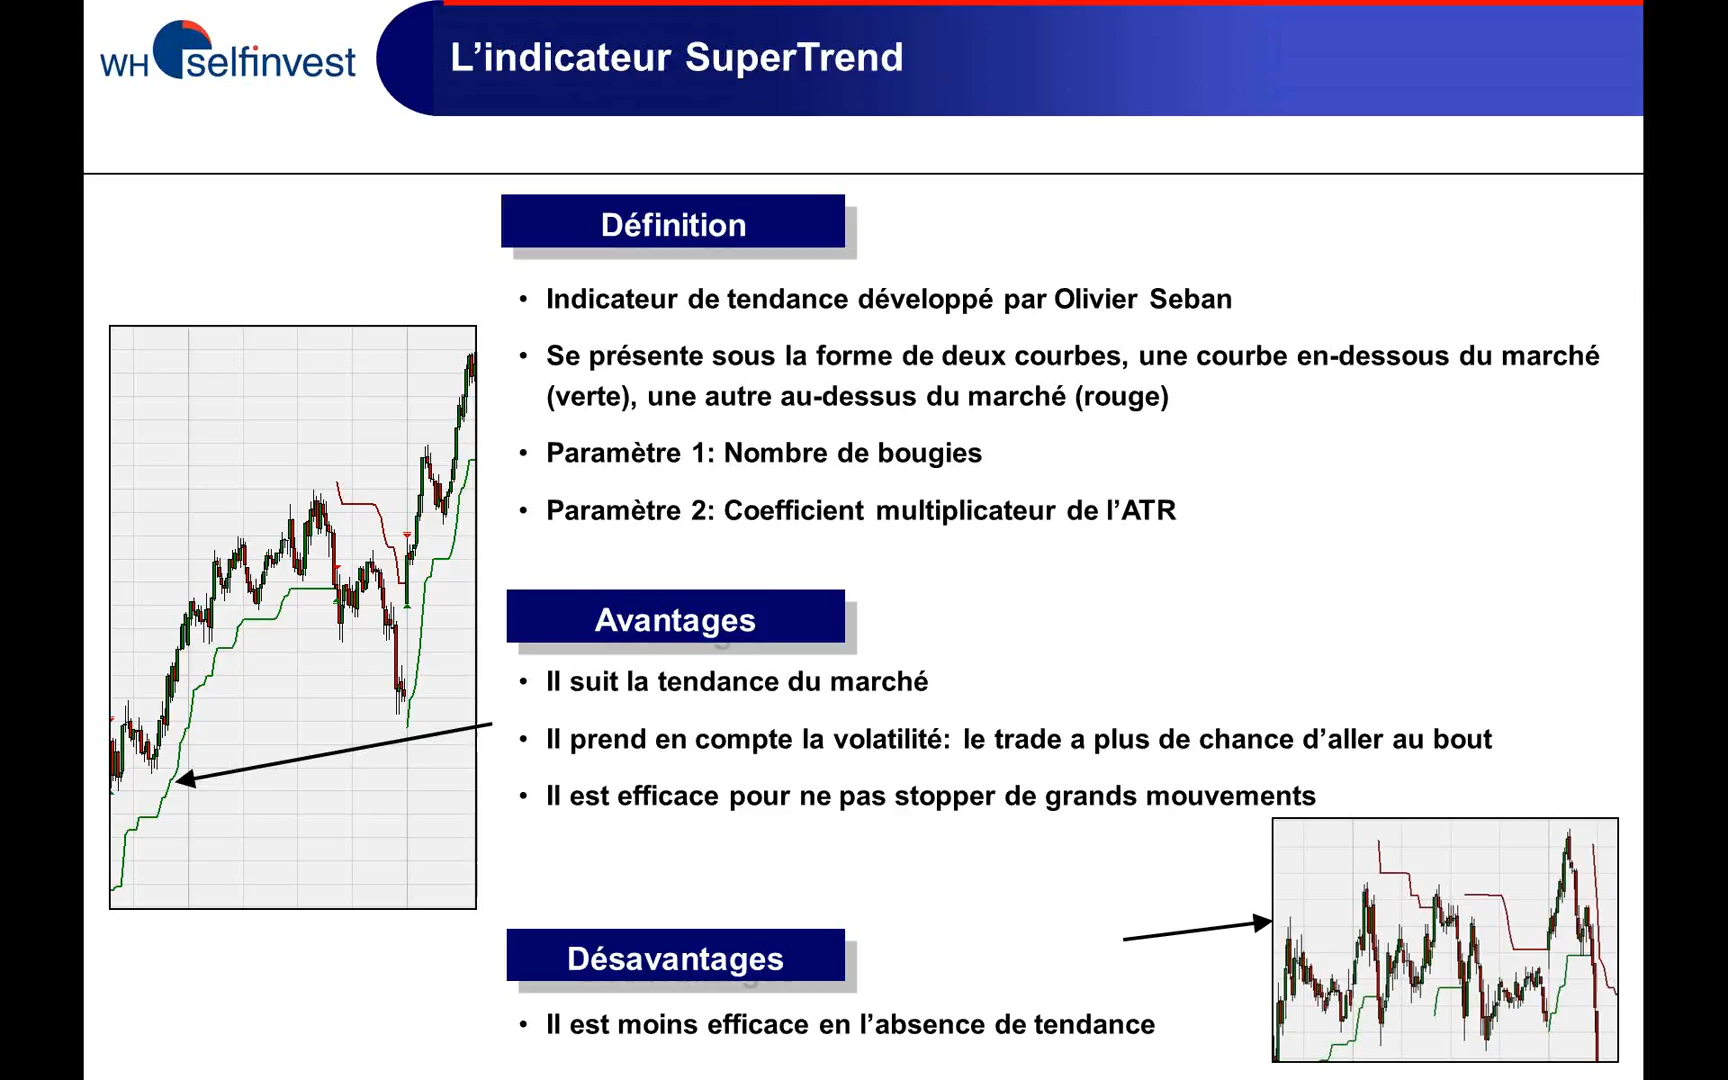 WH selfinvest
L’indicateur SuperTrend
Définition
• Indicateur de tendance développé par Olivier Seban
• Se présente sous la forme de deux courbes, une courbe en-dessous du marché
(verte), une autre au-dessus du marché (rouge)
• Paramètre 1: Nombre de bougies
• Paramètre 2: Coefficient multiplicateur de l’ATR
Avantages
• Il suit la tendance du marché
• Il prend en compte la volatilité: le trade a plus de chance d’aller au bout
• Il est efficace pour ne pas stopper de grands mouvements
Désavantages
• Il est moins efficace en l’absence de tendance